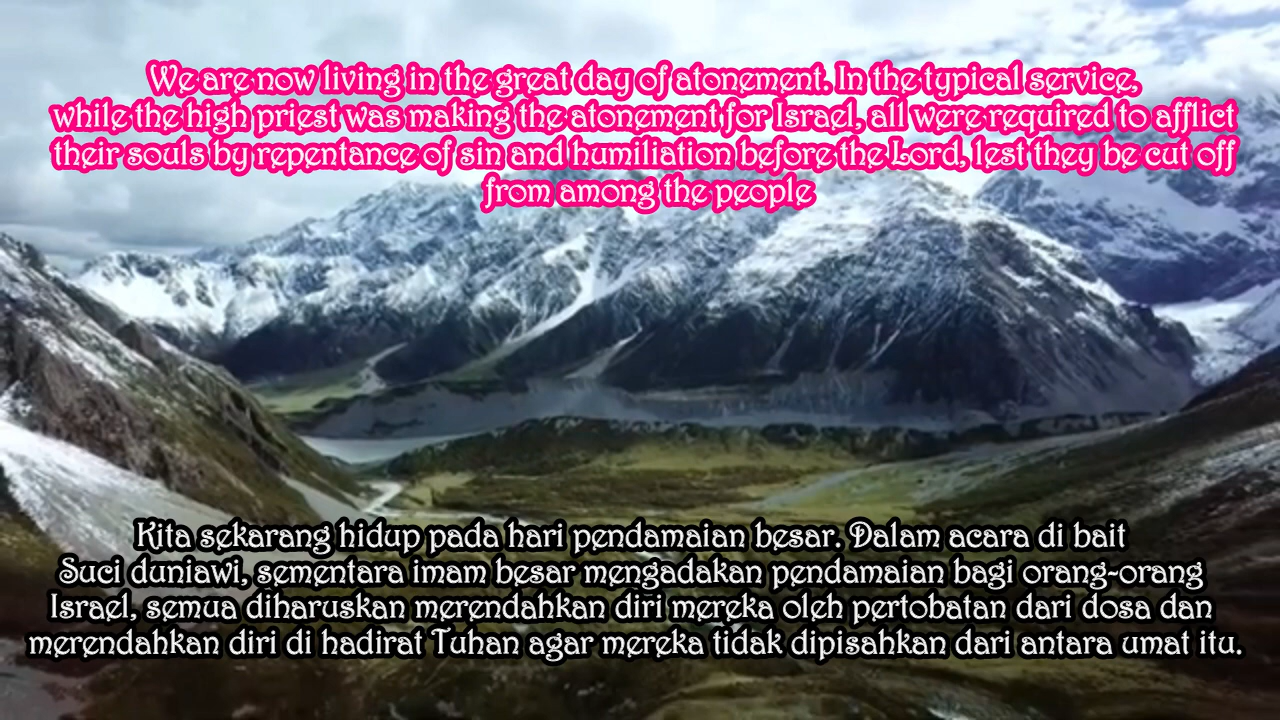 We are now living in the great day of atonement. In the typical service,
while the high priest was making the atonement for Israel, all were required to afflict
their souls by repentance of sin and humiliation before the Lord, lest they be cut off
from among the people
Kita sekarang hidup pada hari pendamaian besar. Dalam acara di bait
Suci duniawi, sementara imam besar mengadakan pendamaian bagi orang-orang
Israel, semua diharuskan merendahkan diri mereka oleh pertobatan dari dosa dan
merendahkan diri di hadirat Tuhan agar mereka tidak dipisahkan dari antara umat itu.